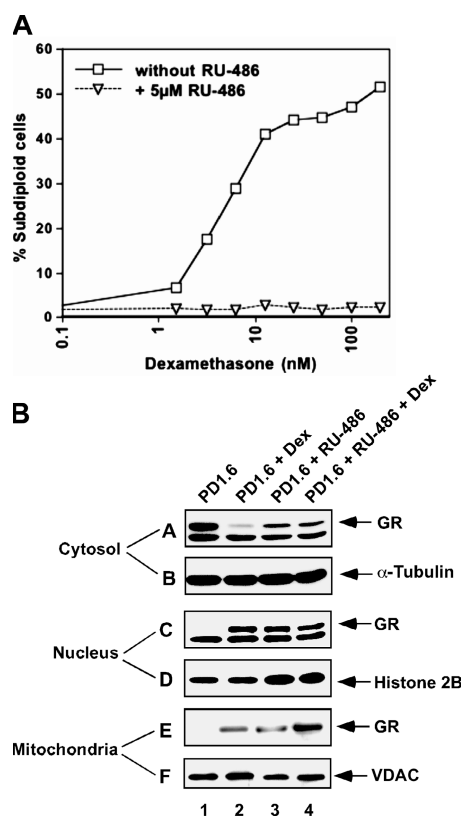 A
60
50
40
30
20
10
0
% Subdiploid cells
without RU-486
+ 5µM RU-486
0.1
1
10
100
Dexamethasone (nM)
B
PD1.6
PD1.6 + Dex
PD1.6 + RU-486
PD1.6 + RU-486 + Dex
Cytosol
A
GR
B
α-Tubulin
Nucleus
C
GR
D
Histone 2B
Mitochondria
E
GR
F
VDAC
1 2 3 4